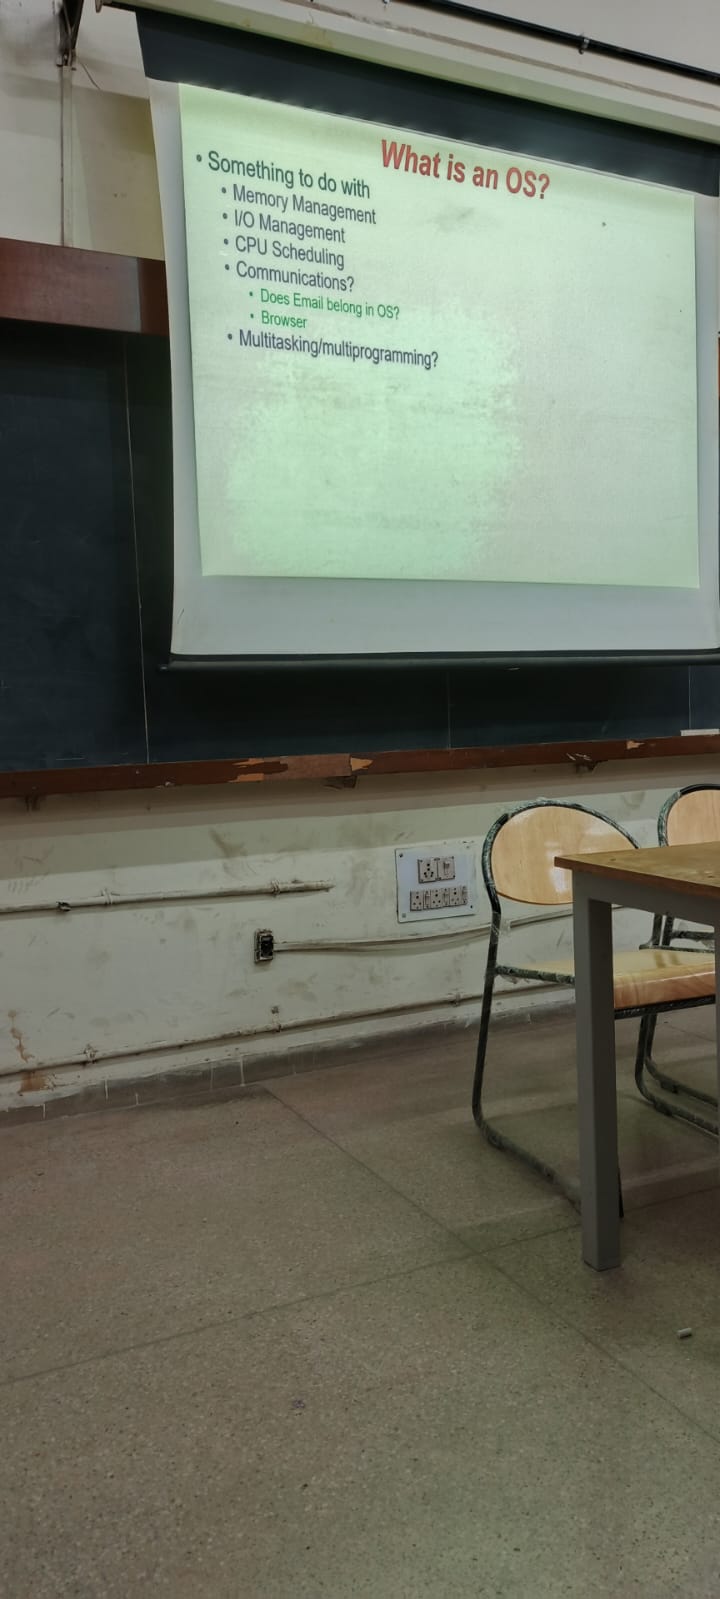 What is an OS?
• Something to do with
• Memory Management
• I/O Management
• CPU Scheduling
• Communications?
• Does Email belong in OS?
• Browser
• Multitasking/multiprogramming?